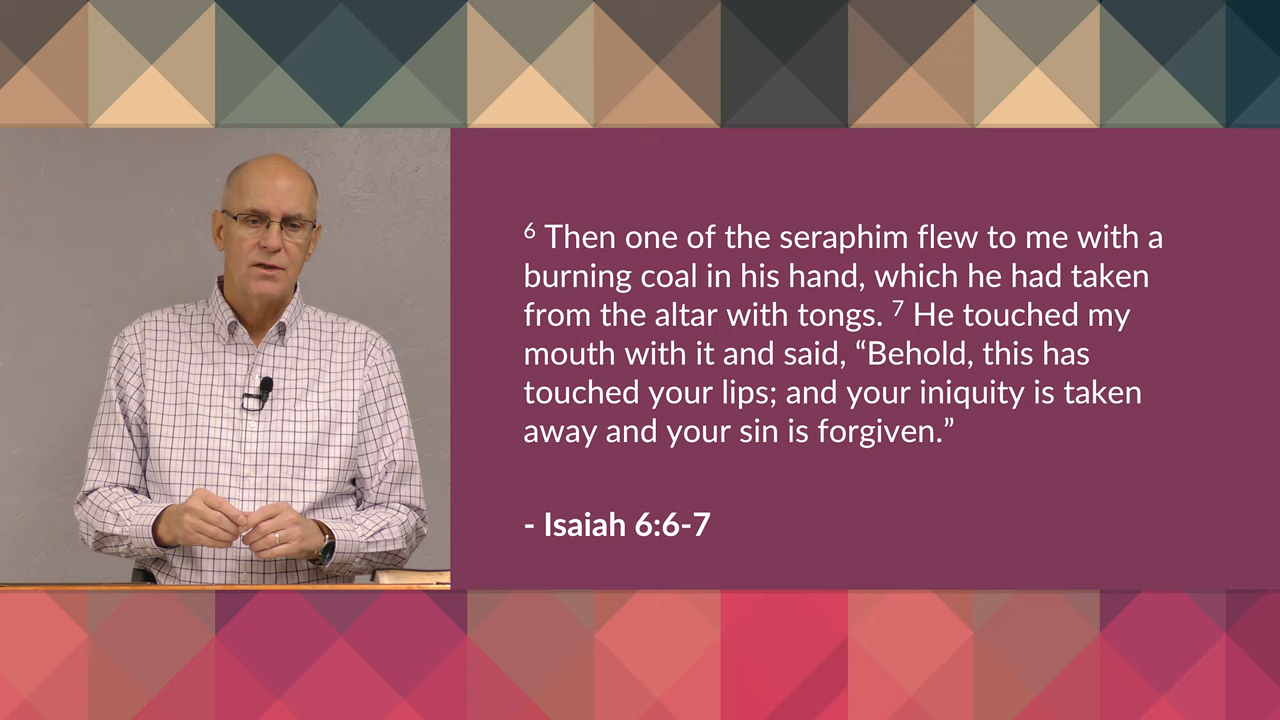 6 Then one of the seraphim flew to me with a
burning coal in his hand, which he had taken
from the altar with tongs. 7 He touched my
mouth with it and said, “Behold, this has
touched your lips; and your iniquity is taken
away and your sin is forgiven.”
- Isaiah 6:6-7